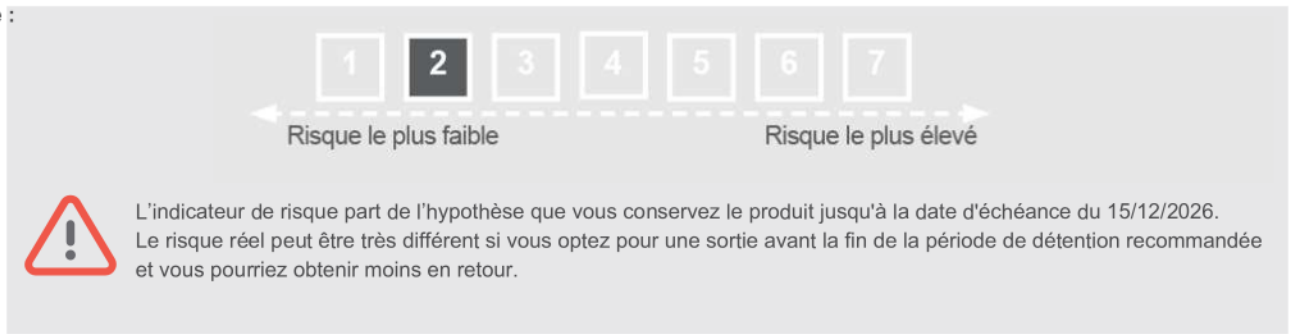 :
1 2 3 4 5 6 7
Risque le plus faible Risque le plus élevé
L'indicateur de risque part de l'hypothèse que vous conservez le produit jusqu'à la date d'échéance du 15/12/2026.
Le risque réel peut être très différent si vous optez pour une sortie avant la fin de la période de détention recommandée
et vous pourriez obtenir moins en retour.